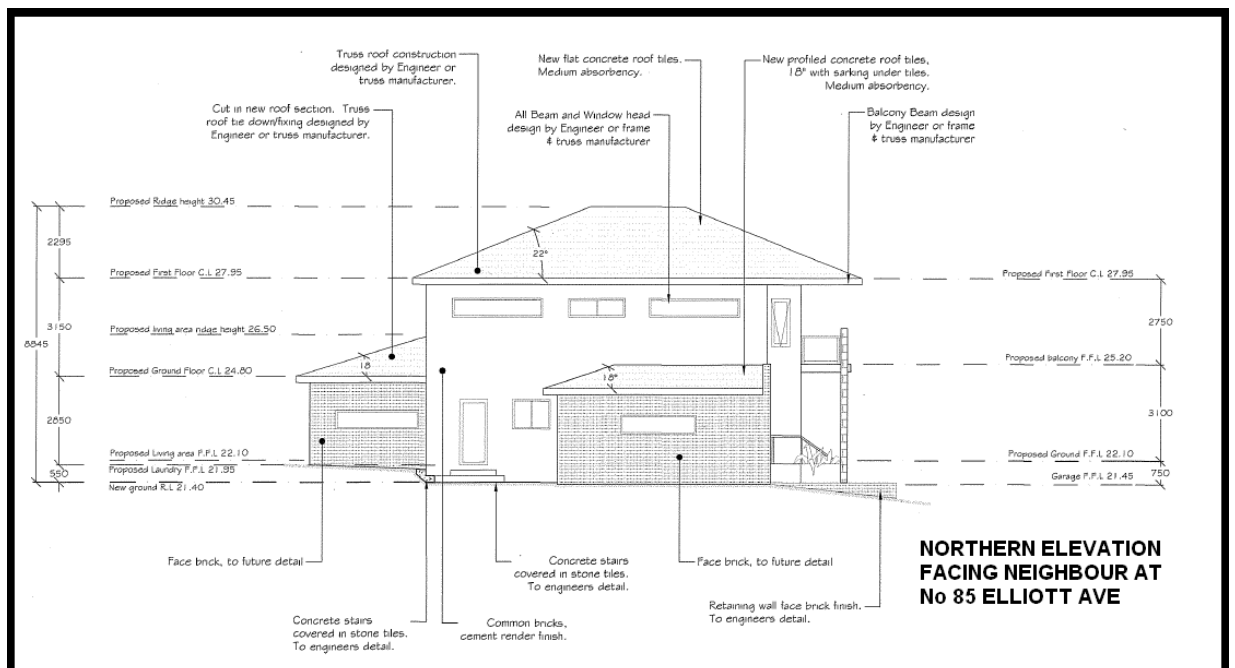 Truss roof construction
designed by Engineer or
truss manufacturer.
New flat concrete roof tiles.
Medium absorbency.
New profiled concrete roof tiles,
18° with sarking under tiles.
Medium absorbency.
Cut in new roof section. Truss
roof tie down/fixing designed by
Engineer or truss manufacturer.
All Beam and Window head
design by Engineer or frame
& truss manufacturer
Balcony Beam design
by Engineer or frame
& truss manufacturer
Proposed Ridge height 30.45
2295
22°
Proposed First Floor C.L 27.95
Proposed First Floor C.L 27.95
3150
2750
Proposed living area ridge height 26.50
8845
18
18°
Proposed Ground Floor C.L 24.80
Proposed balcony F.F.L 25.20
2850
3100
Proposed Living area F.F.L 22.10
Proposed Ground F.F.L 22.10
Proposed Laundry F.F.L 21.95
550
750
New ground R.L 21.40
Garage F.F.L 21.45
Face brick, to future detail
Concrete stairs
covered in stone tiles.
To engineers detail.
Face brick, to future detail
NORTHERN ELEVATION
FACING NEIGHBOUR AT
No 85 ELLIOTT AVE
Retaining wall face brick finish.
To engineers detail.
Concrete stairs
covered in stone tiles.
To engineers detail.
Common bricks,
cement render finish.